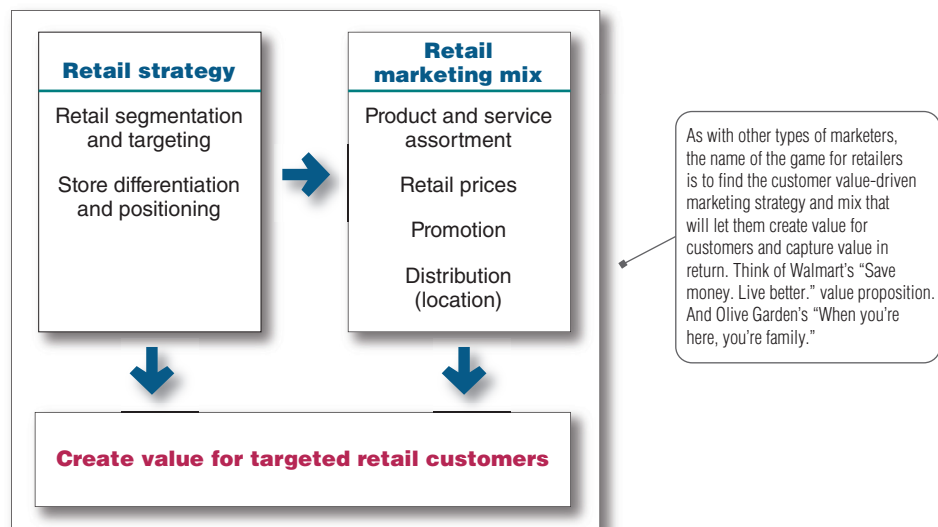 Retail strategy
Retail segmentation
and targeting
Store differentiation
and positioning
Retail
marketing mix
Product and service
assortment
Retail prices
Promotion
Distribution
(location)
Create value for targeted retail customers
As with other types of marketers,
the name of the game for retailers
is to find the customer value-driven
marketing strategy and mix that
will let them create value for
customers and capture value in
return. Think of Walmart’s “Save
money. Live better.” value proposition.
And Olive Garden’s “When you’re
here, you’re family.”